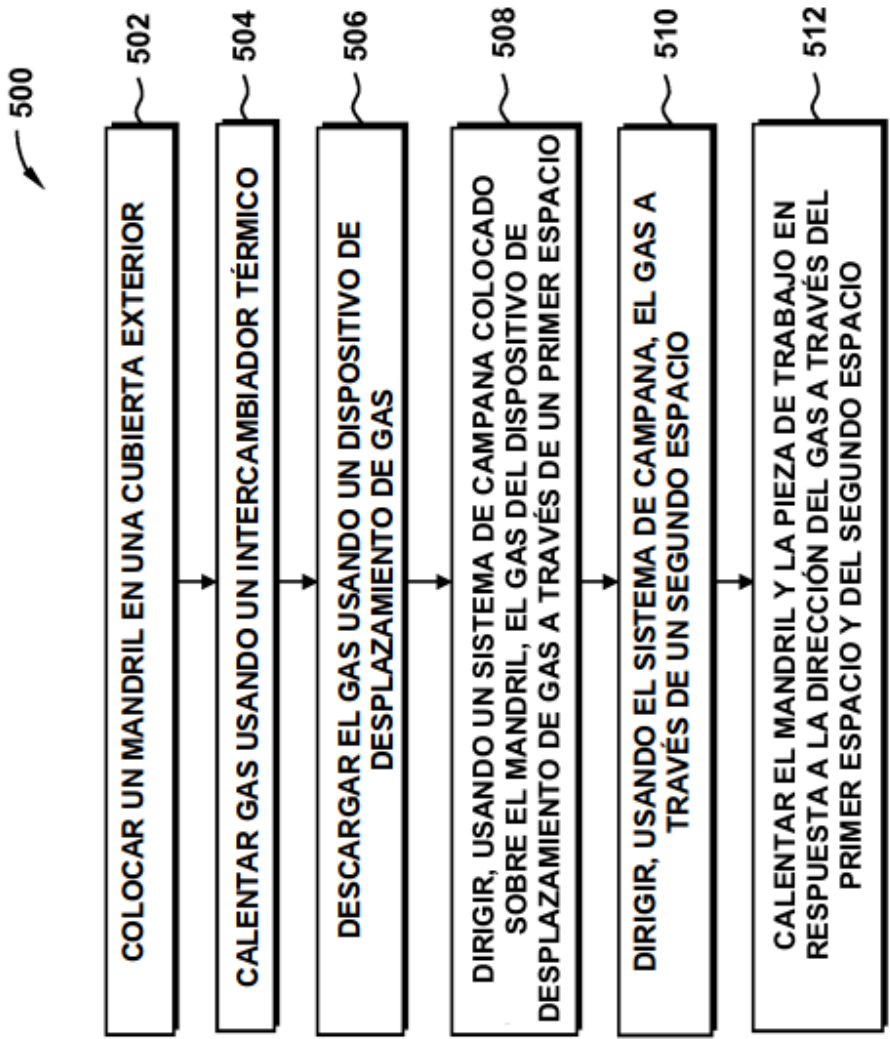 500
COLOCAR UN MANDRIL EN UNA CUBIERTA EXTERIOR
502
CALENTAR GAS USANDO UN INTERCAMBIADOR TÉRMICO
504
DESCARGAR EL GAS USANDO UN DISPOSITIVO DE
DESPLAZAMIENTO DE GAS
506
DIRIGIR, USANDO UN SISTEMA DE CAMPANA COLOCADO
SOBRE EL MANDRIL, EL GAS DEL DISPOSITIVO DE
DESPLAZAMIENTO DE GAS A TRAVÉS DE UN PRIMER ESPACIO
508
DIRIGIR, USANDO EL SISTEMA DE CAMPANA, EL GAS A
TRAVÉS DE UN SEGUNDO ESPACIO
510
CALENTAR EL MANDRIL Y LA PIEZA DE TRABAJO EN
RESPUESTA A LA DIRECCIÓN DEL GAS A TRAVÉS DEL
PRIMER ESPACIO Y DEL SEGUNDO ESPACIO
512